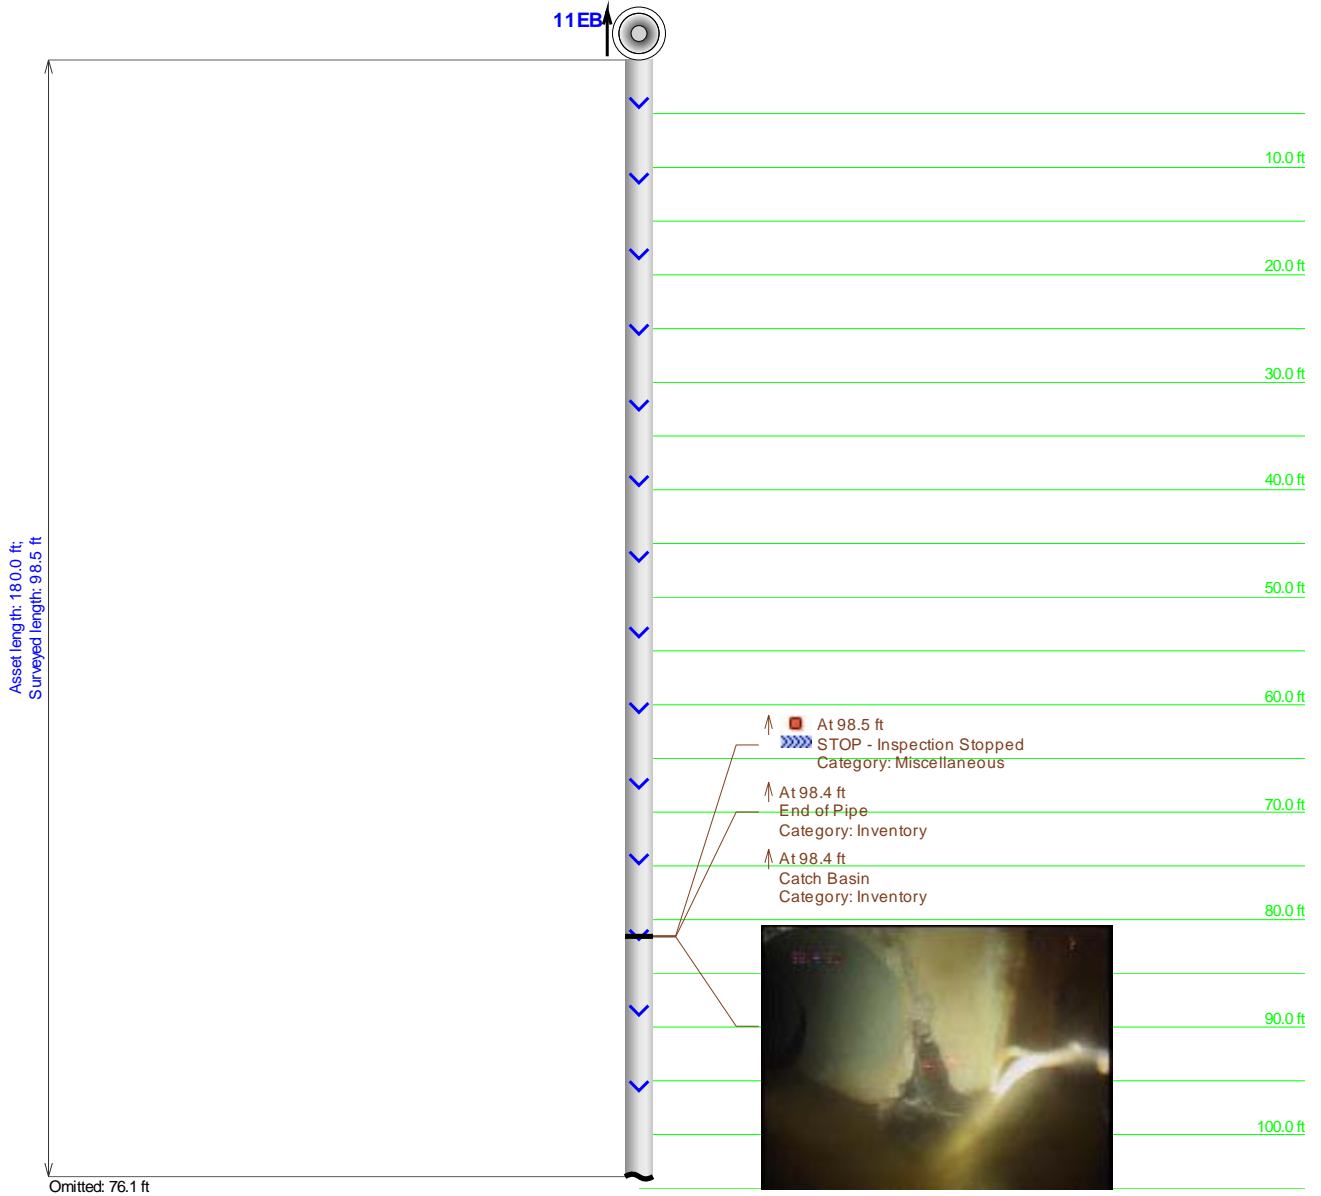 11EB
10.0 ft
20.0 ft
30.0 ft
40.0 ft
50.0 ft
60.0 ft
70.0 ft
80.0 ft
90.0 ft
100.0 ft
Asset length: 180.0 ft;
Surveyed length: 98.5 ft
At 98.5 ft
STOP - Inspection Stopped
Category: Miscellaneous
At 98.4 ft
End of Pipe
Category: Inventory
At 98.4 ft
Catch Basin
Category: Inventory
Omitted: 76.1 ft